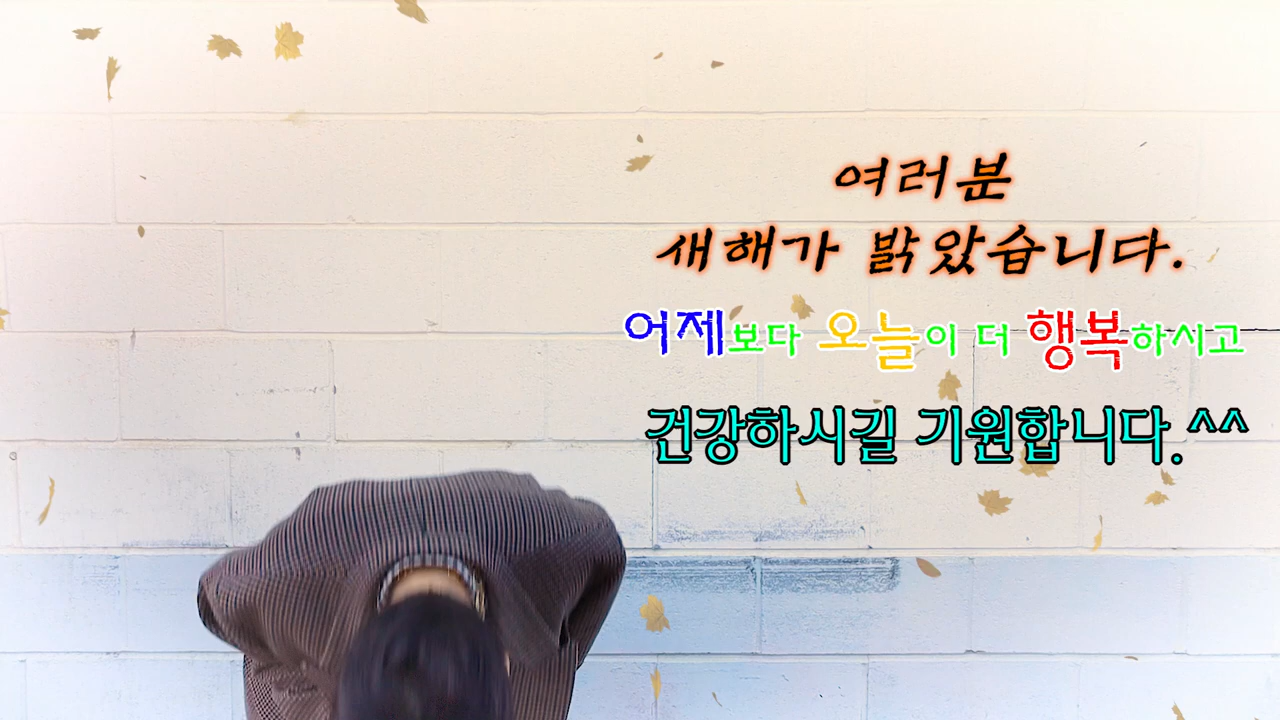 여러분
새해가 밝았습니다.
어제보다 오늘이 더 행복하시고
건강하시길 기원합니다.^^